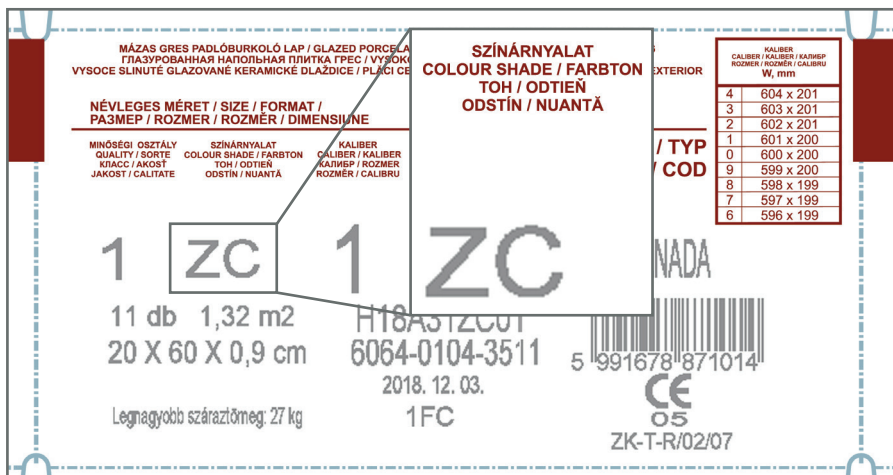 MÁZAS GRES PADLÓBURKOLÓ LAP / GLAZED
ГЛАЗУРОВАННАЯ НАПОЛЬНАЯ ПЛИТКА ГРЕС /
VYSOCE SLINUTÉ GLAZOVANÉ KERAMICKÉ DLAŽDICE / PLĂCI
EXTERIOR
NÉVLEGES MÉRET / SIZE / FORMAT /
РАЗМЕР / ROZMER / ROZMĚR / DIMENSIUNE
MINŐSÉGI OSZTÁLY
QUALITY / SORTE
КЛАСС / AKOSŤ
JAKOST / CALITATE
SZÍNÁRNYALAT
COLOUR SHADE / FARBTON
ТОН / ODTIEŇ
ODSTÍN / NUANTĂ
KALIBER
CALIBER / KALIBER
КАЛИБР / ROZMER
ROZMĚR / CALIBRU
/ TYP
/ COD
SZÍNÁRNYALAT
COLOUR SHADE / FARBTON
ТОН / ODTIEŇ
ODSTÍN / NUANTĂ
ZC
KALIBER
CALIBER / KALIBER / КАЛИБР
ROZMER / ROZMĚR / CALIBRU
W, mm
4 604 x 201
3 603 x 201
2 602 x 201
1 601 x 200
0 600 x 200
9 599 x 200
8 598 x 199
7 597 x 199
6 596 x 199
1 ZC 1
NADA
11 db 1,32 m2
20 X 60 X 0,9 cm
H18A31ZC01
6064-0104-3511
2018. 12. 03.
1FC
Legnagyobb száraztömeg: 27 kg
5 991678 871014
CE
05
ZK-T-R/02/07